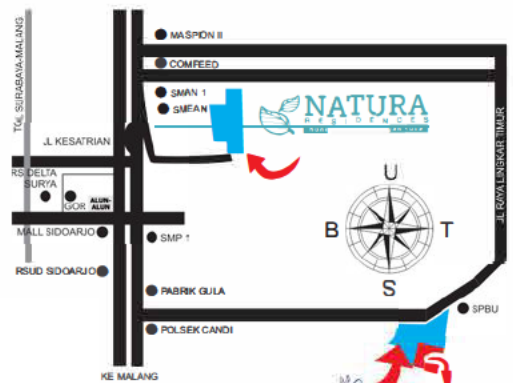 MASPION II
COMFEED
TOL SURABAYA-MALANG
SMAN 1
SMEAN
NATURA
RESIDENCES
JL KESATRIAN
RS DELTA
SURYA
GOR
ALUN-
ALUN
JL RAYA LINGKAR TIMUR
U
B
T
S
MALL SIDOARJO
SMP 1
RSUD SIDOARJO
PABRIK GULA
SPBU
POLSEK CANDI
KE MALANG